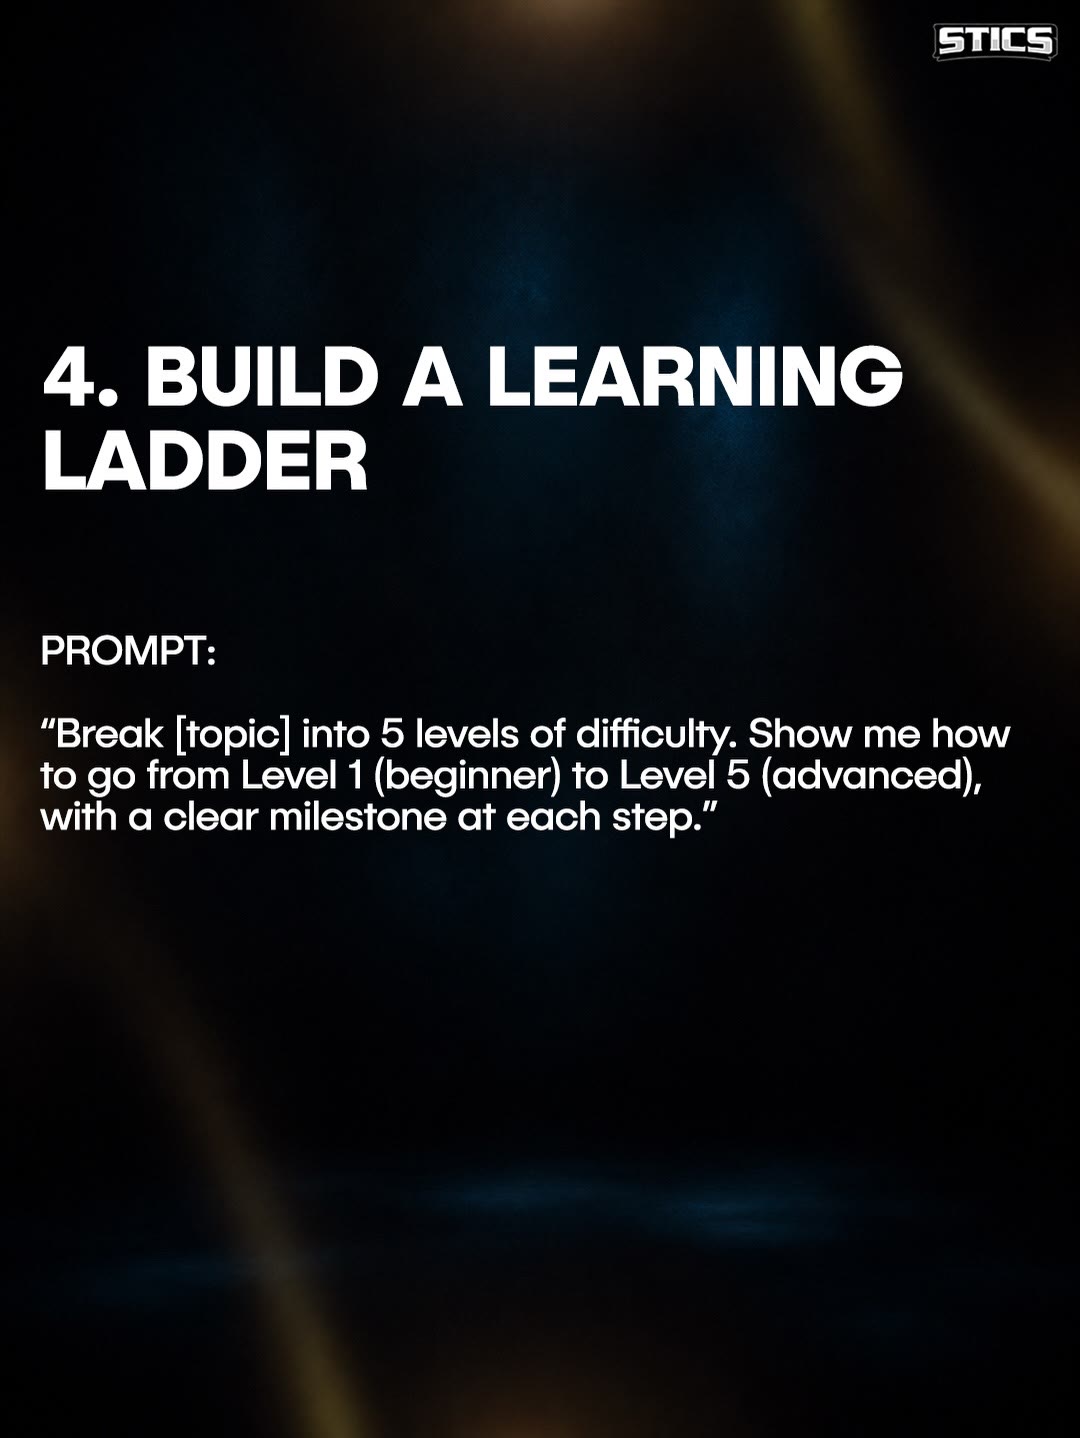 STICS
4. BUILD A LEARNING
LADDER
PROMPT:
“Break [topic] into 5 levels of difficulty. Show me how
to go from Level 1 (beginner) to Level 5 (advanced),
with a clear milestone at each step.”